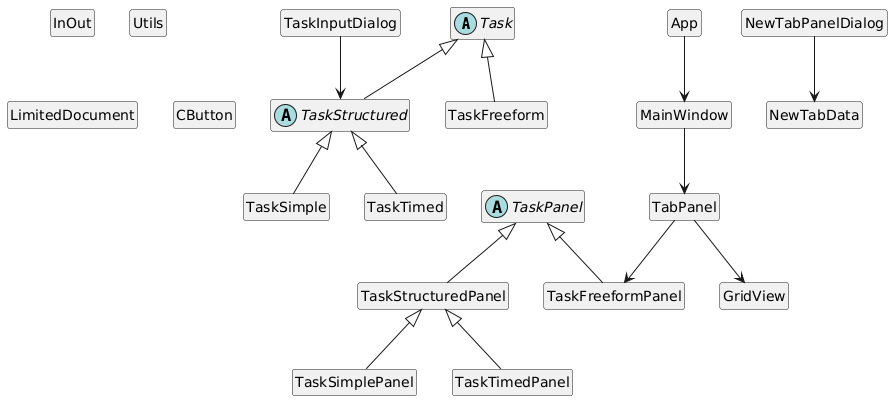 InOut
Utils
TaskInputDialog
A Task
App
NewTabPanelDialog
LimitedDocument
CButton
A TaskStructured
TaskFreeform
MainWindow
NewTabData
TaskSimple
TaskTimed
A TaskPanel
TabPanel
TaskStructuredPanel
TaskFreeformPanel
GridView
TaskSimplePanel
TaskTimedPanel